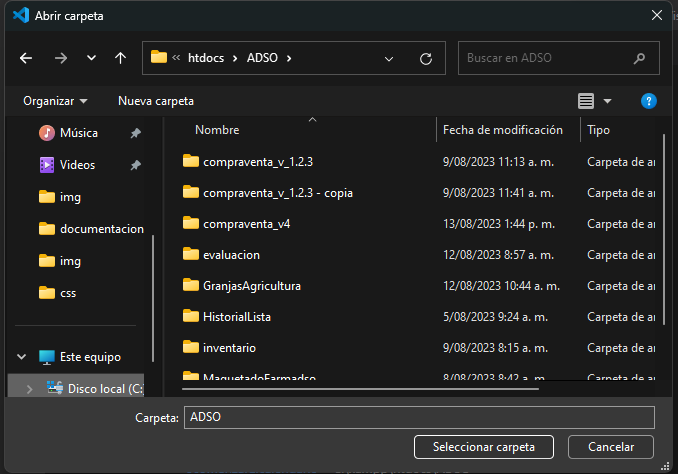 Abrir carpeta
« htdocs › ADSO ›
Buscar en ADSO
Organizar
Nueva carpeta
Nombre
Fecha de modificación
Tipo
Música
Videos
img
documentacion
img
css
Este equipo
Disco local (C:
compraventa_v_1.2.3 9/08/2023 11:13 a. m. Carpeta de ar
compraventa_v_1.2.3 - copia 9/08/2023 11:41 a. m. Carpeta de ar
compraventa_v4 13/08/2023 1:44 p. m. Carpeta de ar
evaluacion 12/08/2023 8:57 a. m. Carpeta de ar
GranjasAgricultura 12/08/2023 10:44 a. m. Carpeta de ar
HistorialLista 5/08/2023 9:24 a. m. Carpeta de ar
inventario 9/08/2023 8:15 a. m. Carpeta de ar
MaquetadoFarmadso 8/08/2023 8:42 a. m. Carpeta de ar
Carpeta: ADSO
Seleccionar carpeta
Cancelar